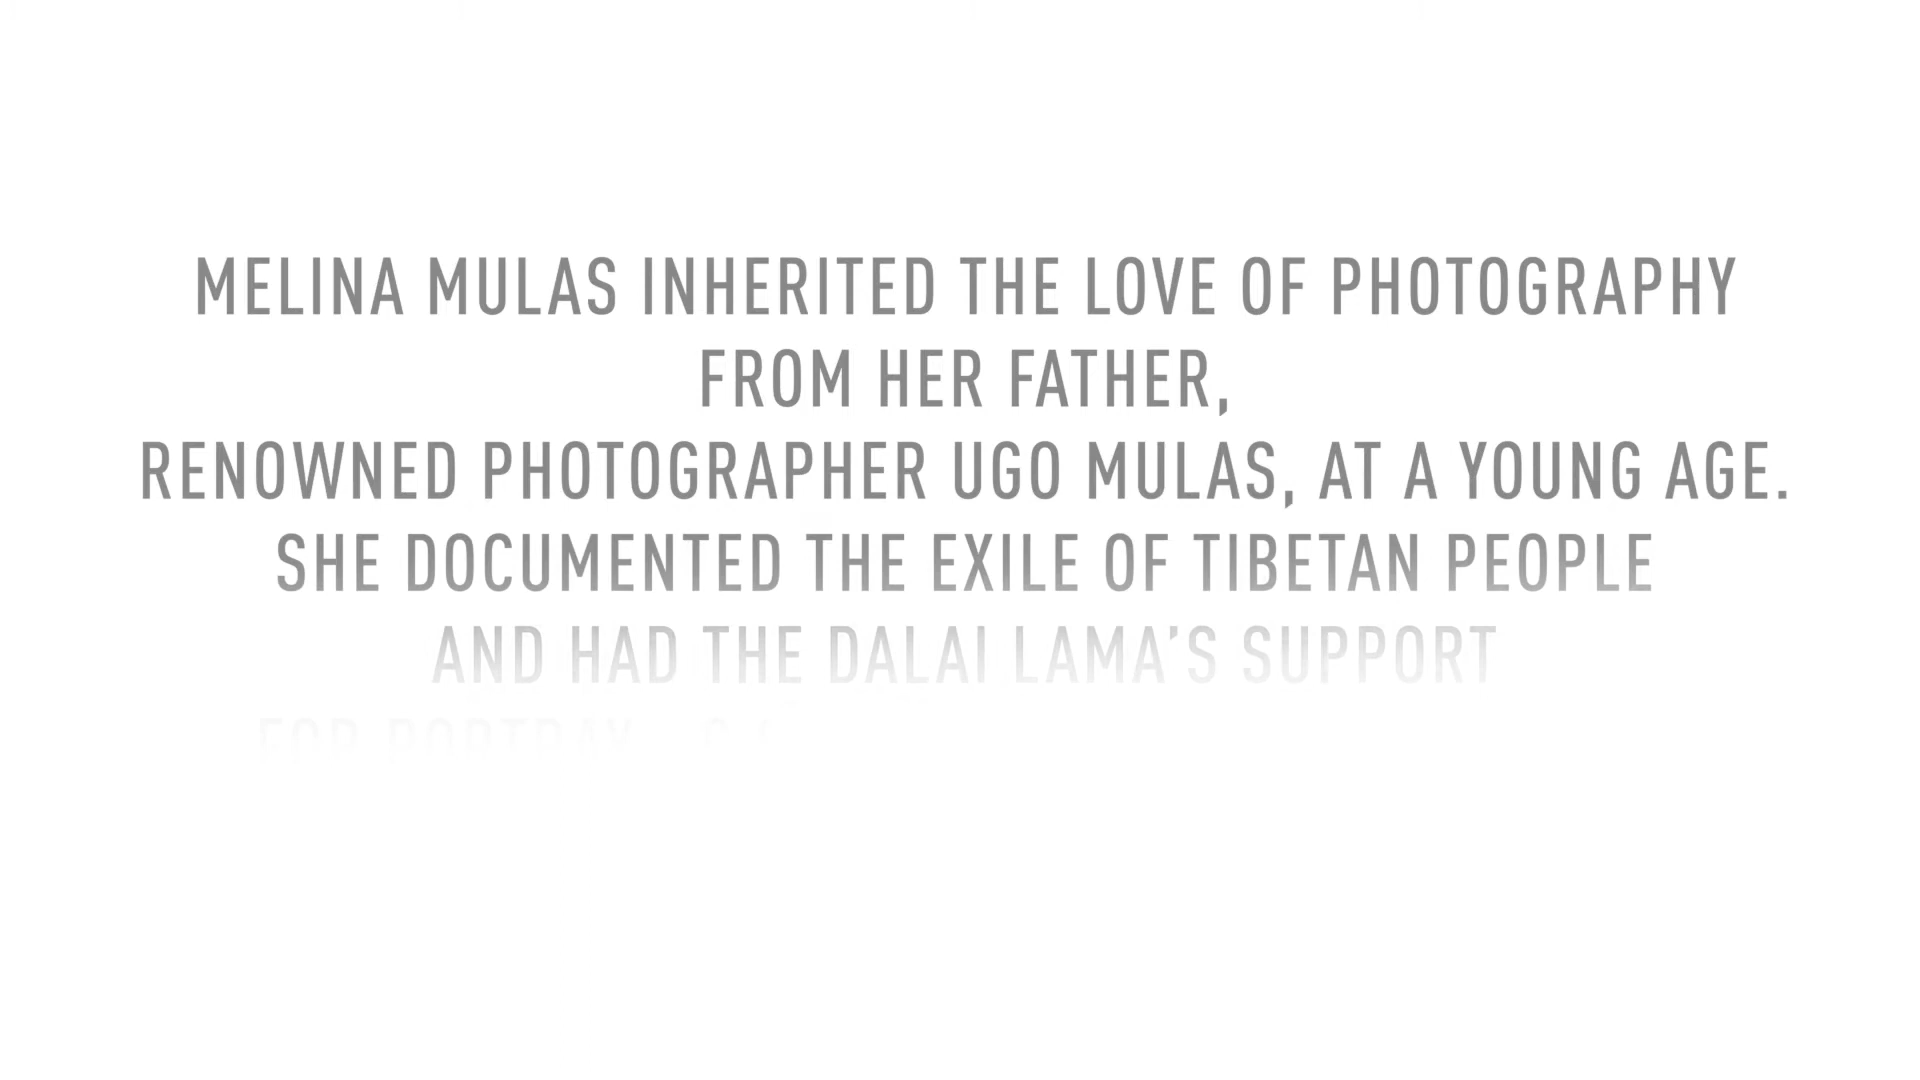 MELINA MULAS INHERITED THE LOVE OF PHOTOGRAPHY
FROM HER FATHER,
RENOWNED PHOTOGRAPHER UGO MULAS, AT A YOUNG AGE.
SHE DOCUMENTED THE EXILE OF TIBETAN PEOPLE
AND HAD THE DALAI LAMA’S SUPPORT
FOR